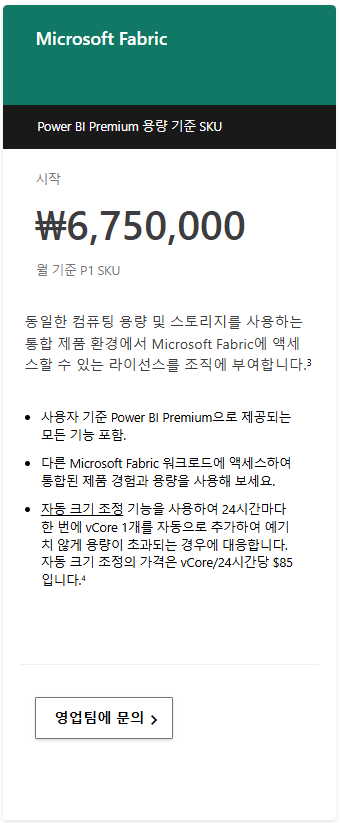 Microsoft Fabric
Power BI Premium 용량 기준 SKU
시작
₩6,750,000
월 기준 P1 SKU
동일한 컴퓨팅 용량 및 스토리지를 사용하는
통합 제품 환경에서 Microsoft Fabric에 액세
스할 수 있는 라이선스를 조직에 부여합니다.³
• 사용자 기준 Power BI Premium으로 제공되는
모든 기능 포함.
• 다른 Microsoft Fabric 워크로드에 액세스하여
통합된 제품 경험과 용량을 사용해 보세요.
• 자동 크기 조정 기능을 사용하여 24시간마다
한 번에 vCore 1개를 자동으로 추가하여 예기
치 않게 용량이 초과되는 경우에 대응합니다.
자동 크기 조정의 가격은 vCore/24시간당 $85
입니다.⁴
영업팀에 문의 >